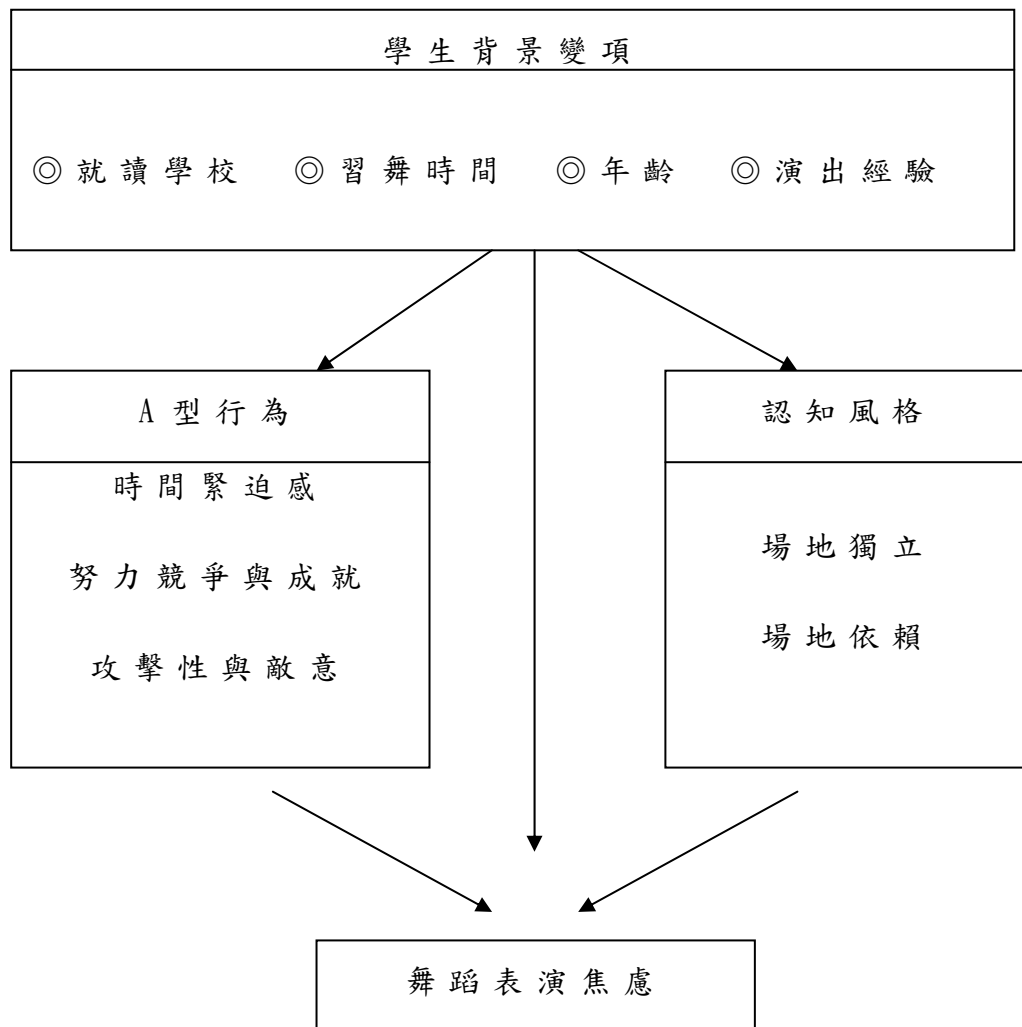 學生背景變項
◎就讀學校 ◎習舞時間 ◎年齡 ◎演出經驗
A型行為
時間緊迫感
努力競爭與成就
攻擊性與敵意
認知風格
場地獨立
場地依賴
舞蹈表演焦慮